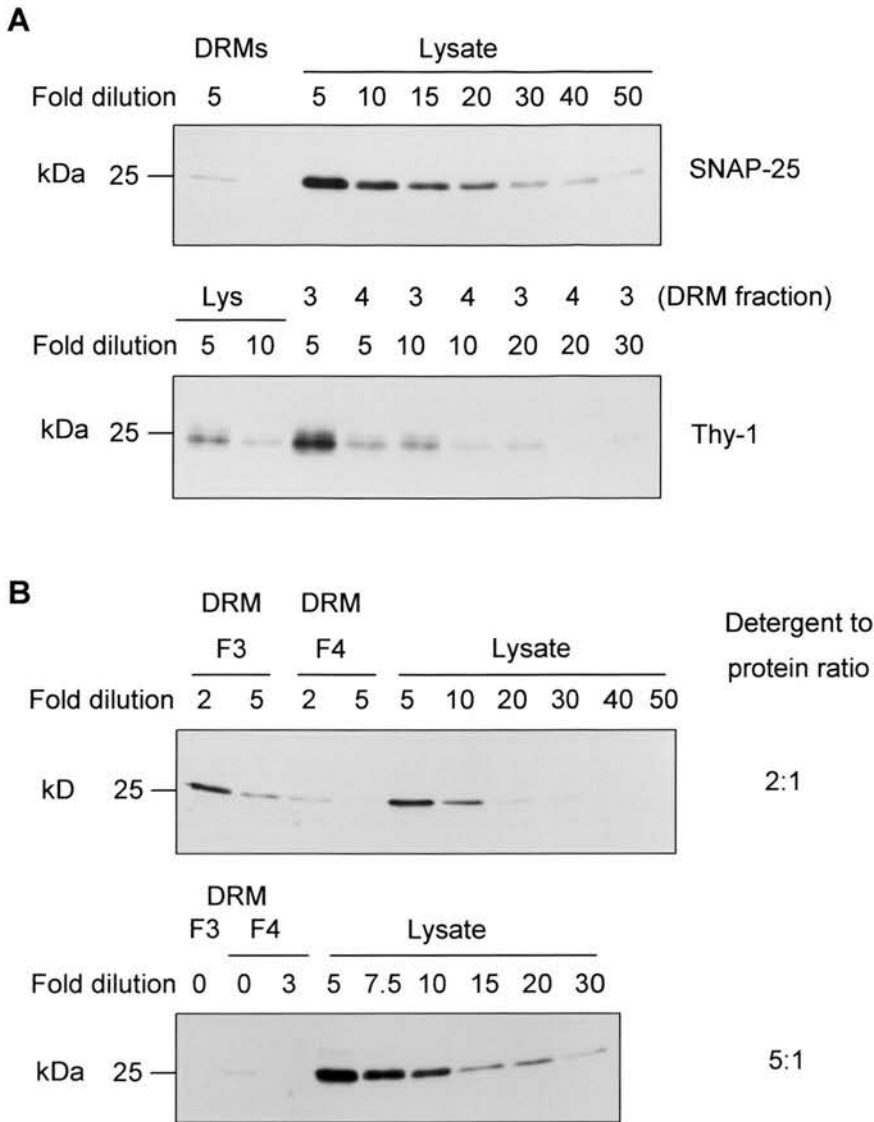 A
DRMs Lysate
Fold dilution 5 5 10 15 20 30 40 50
kDa 25 SNAP-25
Lys 3 4 3 4 3 4 3 (DRM fraction)
Fold dilution 5 10 5 5 10 10 20 20 30
kDa 25 Thy-1
B
DRM DRM Detergent to
F3 F4 Lysate protein ratio
Fold dilution 2 5 2 5 5 10 20 30 40 50
kD 25 2:1
DRM
F3 F4 Lysate
Fold dilution 0 0 3 5 7.5 10 15 20 30
kDa 25 5:1